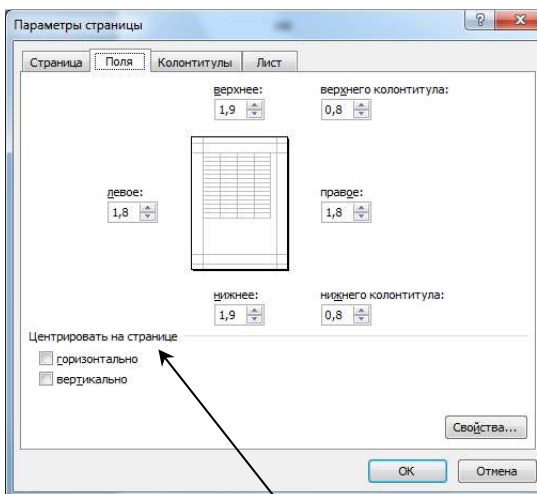 Параметры страницы
Страница Поля Колонтитулы Лист
верхнее: верхнего колонтитула:
1,9 0,8
левое: правое:
1,8 1,8
нижнее: нижнего колонтитула:
1,9 0,8
Центрировать на странице
горизонтально
вертикально
Свойства...
ОК Отмена